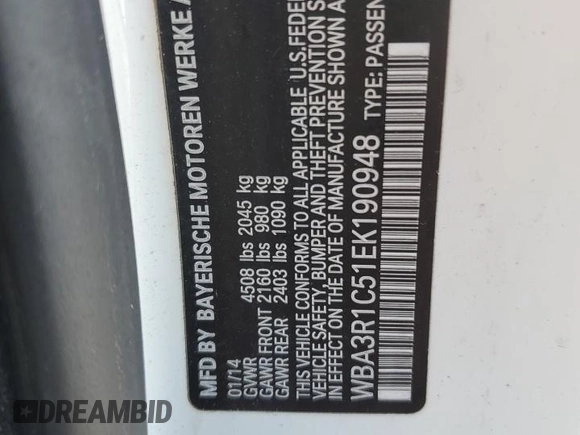 MFD BY BAYERISCHE MOTOREN WERKE
01/14
GVWR 4508 lbs 2045 kg
GAWR FRONT 2160 lbs 980 kg
GAWR REAR 2403 lbs 1090 kg
THIS VEHICLE CONFORMS TO ALL APPLICABLE U.S.FEDE
VEHICLE SAFETY, BUMPER AND THEFT PREVENTION S
IN EFFECT ON THE DATE OF MANUFACTURE SHOWN A
WBA3R1C51EK190948 TYPE: PASSEN
DREAMBID